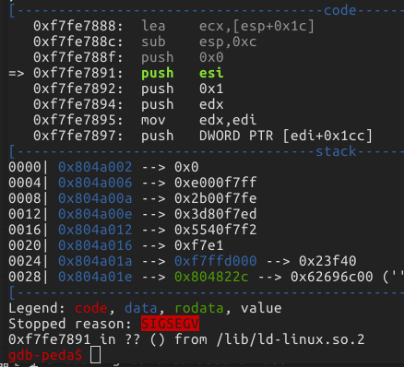 [-------------------------------------code-------
   0xf7fe7888:	lea    ecx,[esp+0x1c]
   0xf7fe788c:	sub    esp,0xc
   0xf7fe788f:	push   0x0
=> 0xf7fe7891:	push   esi
   0xf7fe7892:	push   0x1
   0xf7fe7894:	push   edx
   0xf7fe7895:	mov    edx,edi
   0xf7fe7897:	push   DWORD PTR [edi+0x1cc]
[------------------------------------stack-------
0000| 0x804a002 --> 0x0
0004| 0x804a006 --> 0xe000f7ff
0008| 0x804a00a --> 0x2b00f7fe
0012| 0x804a00e --> 0x3d80f7ed
0016| 0x804a012 --> 0x5540f7f2
0020| 0x804a016 --> 0xf7e1
0024| 0x804a01a --> 0xf7ffd000 --> 0x23f40
0028| 0x804a01e --> 0x804822c --> 0x62696c00 (''
[------------------------------------------------
Legend: code, data, rodata, value
Stopped reason: SIGSEGV
0xf7fe7891 in ?? () from /lib/ld-linux.so.2
gdb-peda$